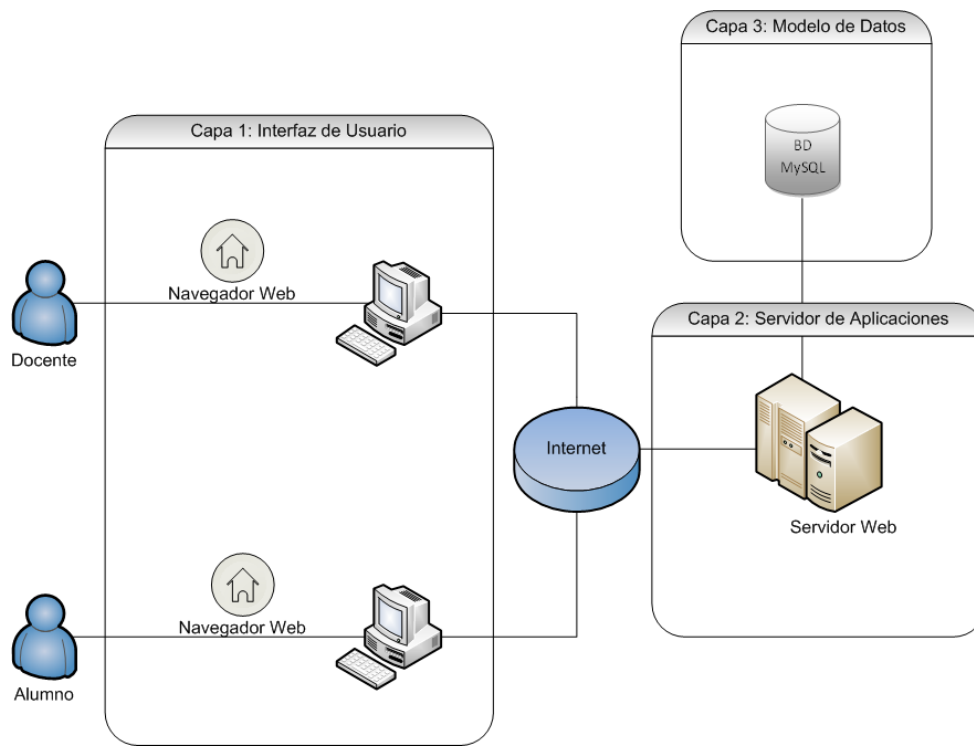 Capa 3: Modelo de Datos
BD
MySQL
Capa 1: Interfaz de Usuario
Navegador Web
Docente
Capa 2: Servidor de Aplicaciones
Internet
Servidor Web
Navegador Web
Alumno